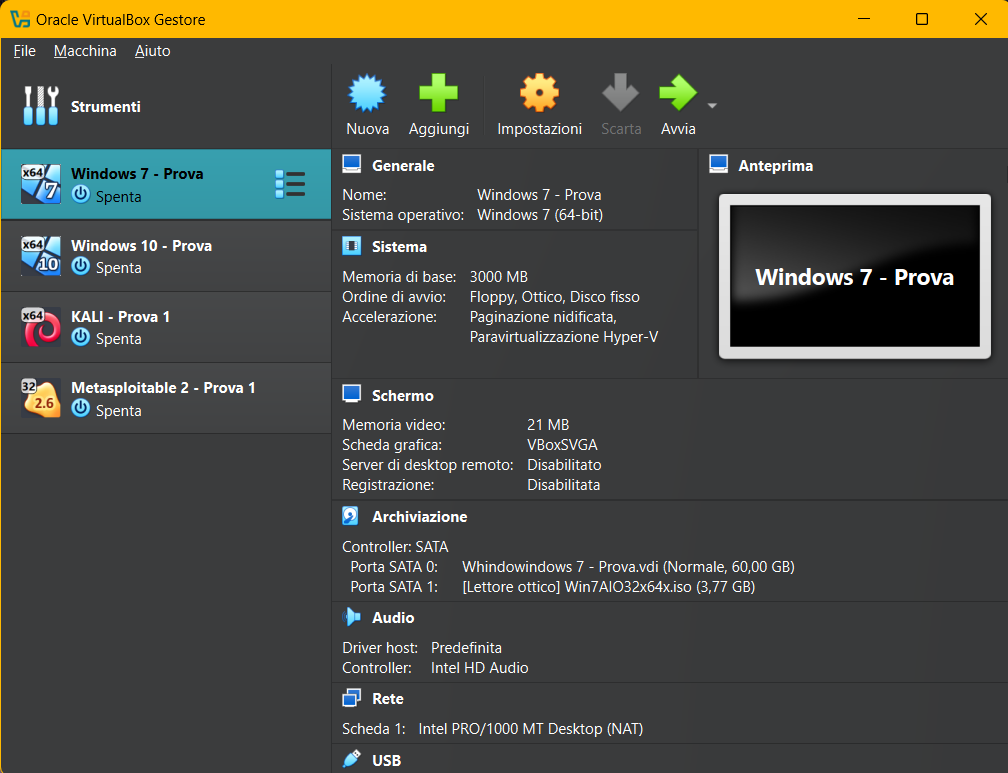 Oracle VirtualBox Gestore
File Macchina Aiuto
Strumenti
Nuova Aggiungi Impostazioni Scarta Avvia
x64 7 Windows 7 - Prova
Spenta
x64 10 Windows 10 - Prova
Spenta
x64 KALI - Prova 1
Spenta
32 2.6 Metasploitable 2 - Prova 1
Spenta
Generale
Nome: Windows 7 - Prova
Sistema operativo: Windows 7 (64-bit)
Sistema
Memoria di base: 3000 MB
Ordine di avvio: Floppy, Ottico, Disco fisso
Accelerazione: Paginazione nidificata,
Paravirtualizzazione Hyper-V
Anteprima
Windows 7 - Prova
Schermo
Memoria video: 21 MB
Scheda grafica: VBoxSVGA
Server di desktop remoto: Disabilitato
Registrazione: Disabilitata
Archiviazione
Controller: SATA
Porta SATA 0: Whindowindows 7 - Prova.vdi (Normale, 60,00 GB)
Porta SATA 1: [Lettore ottico] Win7AIO32x64x.iso (3,77 GB)
Audio
Driver host: Predefinita
Controller: Intel HD Audio
Rete
Scheda 1: Intel PRO/1000 MT Desktop (NAT)
USB